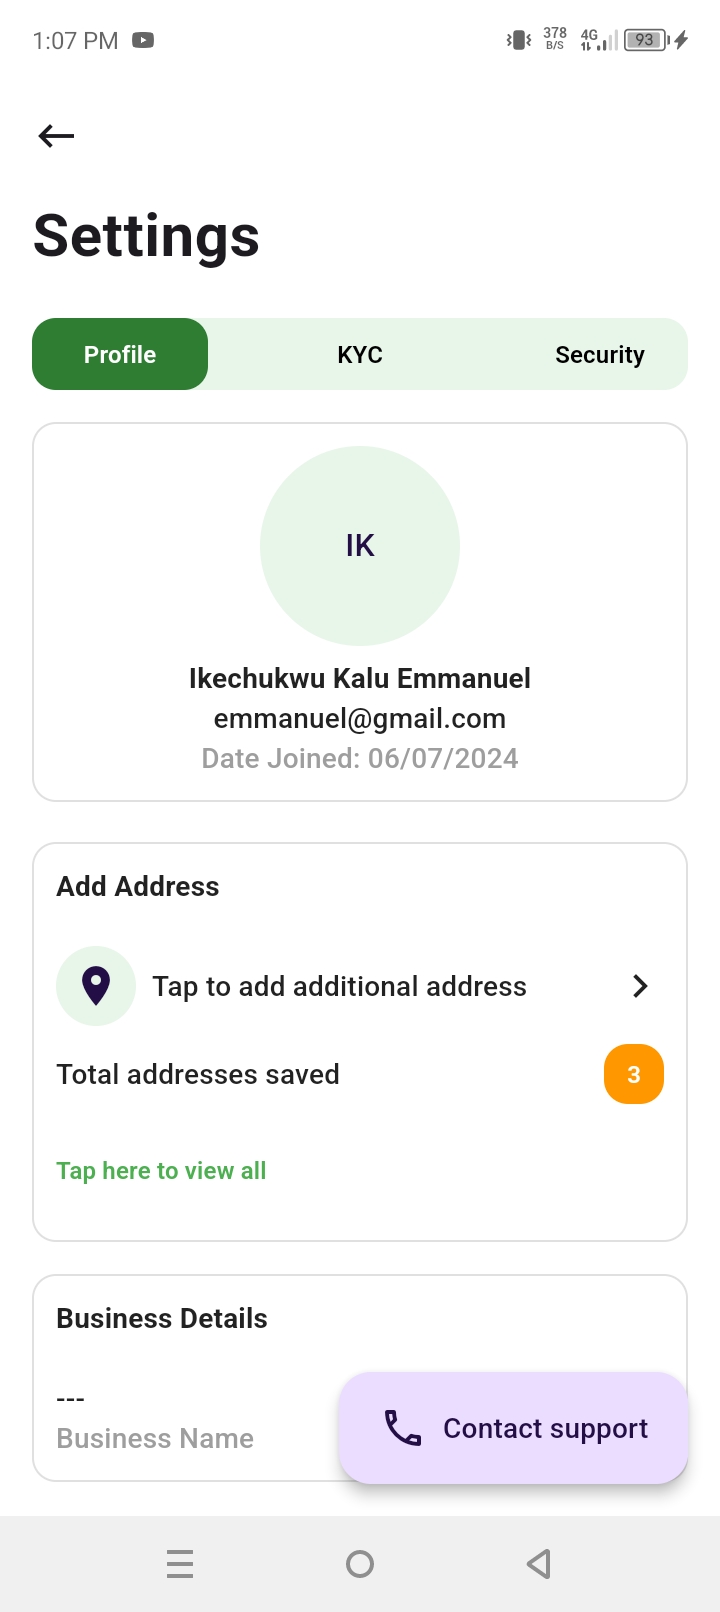 1:07 PM
378
B/S
4G
93
Settings
Profile
KYC
Security
IK
Ikechukwu Kalu Emmanuel
emmanuel@gmail.com
Date Joined: 06/07/2024
Add Address
Tap to add additional address
Total addresses saved
3
Tap here to view all
Business Details
---
Business Name
Contact support